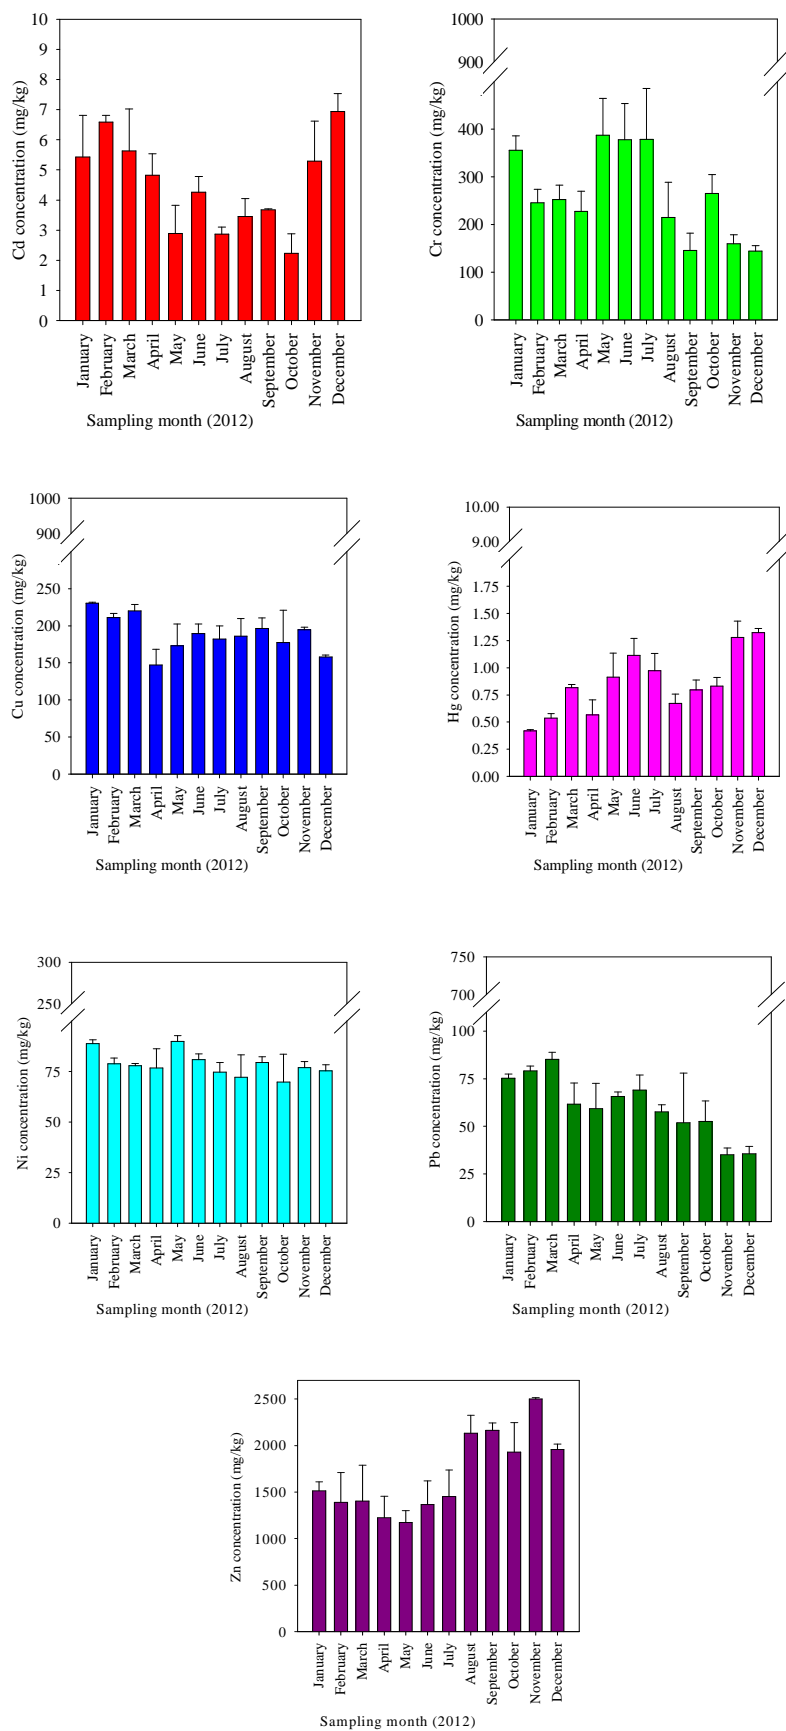 Cd concentration (mg/kg)
10
9
8
7
6
5
4
3
2
1
0
January
February
March
April
May
June
July
August
September
October
November
December
Sampling month (2012)
Cr concentration (mg/kg)
1000
900
400
300
200
100
0
January
February
March
April
May
June
July
August
September
October
November
December
Sampling month (2012)
Cu concentration (mg/kg)
1000
900
250
200
150
100
50
0
January
February
March
April
May
June
July
August
September
October
November
December
Sampling month (2012)
Hg concentration (mg/kg)
10.00
9.00
1.75
1.50
1.25
1.00
0.75
0.50
0.25
0.00
January
February
March
April
May
June
July
August
September
October
November
December
Sampling month (2012)
Ni concentration (mg/kg)
300
250
75
50
25
0
January
February
March
April
May
June
July
August
September
October
November
December
Sampling month (2012)
Pb concentration (mg/kg)
750
700
100
75
50
25
0
January
February
March
April
May
June
July
August
September
October
November
December
Sampling month (2012)
Zn concentration (mg/kg)
2500
2000
1500
1000
500
0
January
February
March
April
May
June
July
August
September
October
November
December
Sampling month (2012)